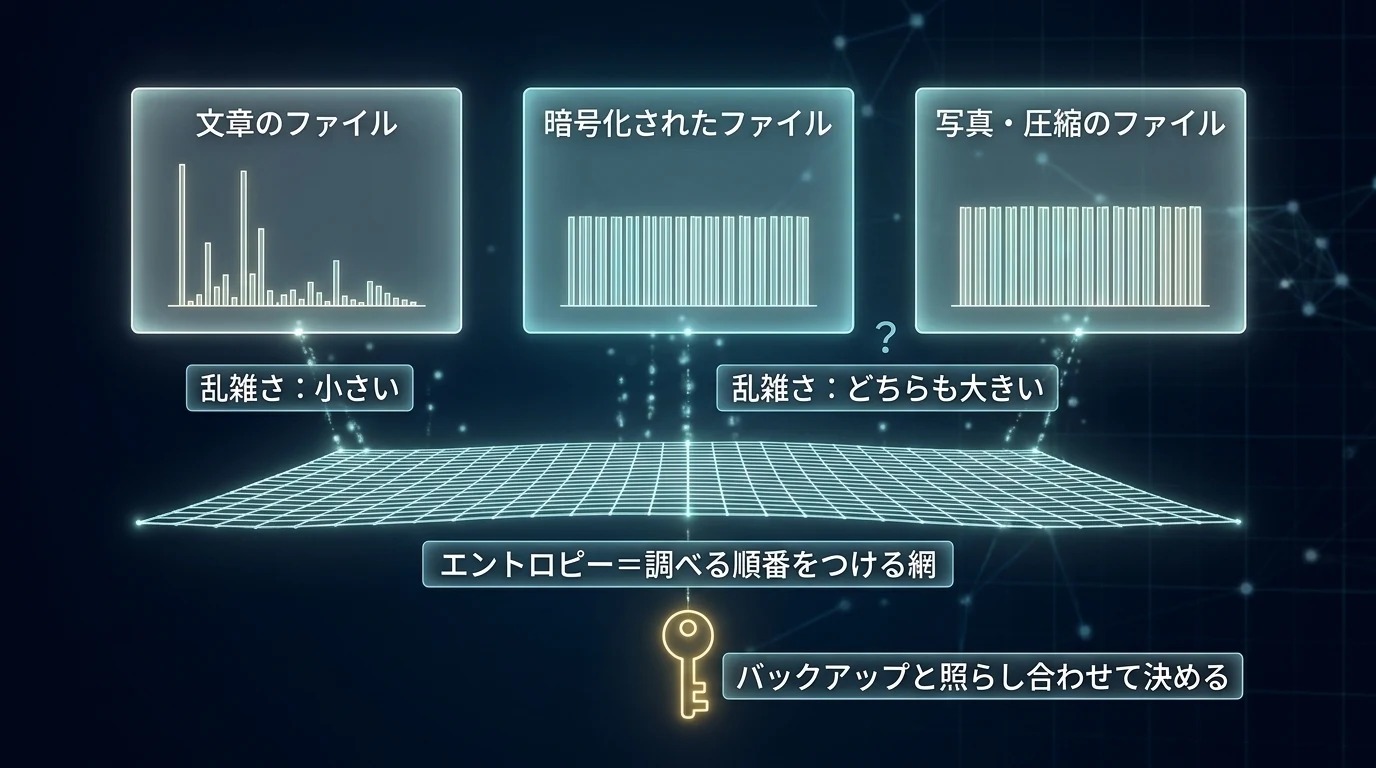 文章のファイル
暗号化されたファイル
写真・圧縮のファイル
?
乱雑さ：小さい
乱雑さ：どちらも大きい
エントロピー＝調べる順番をつける網
バックアップと照らし合わせて決める